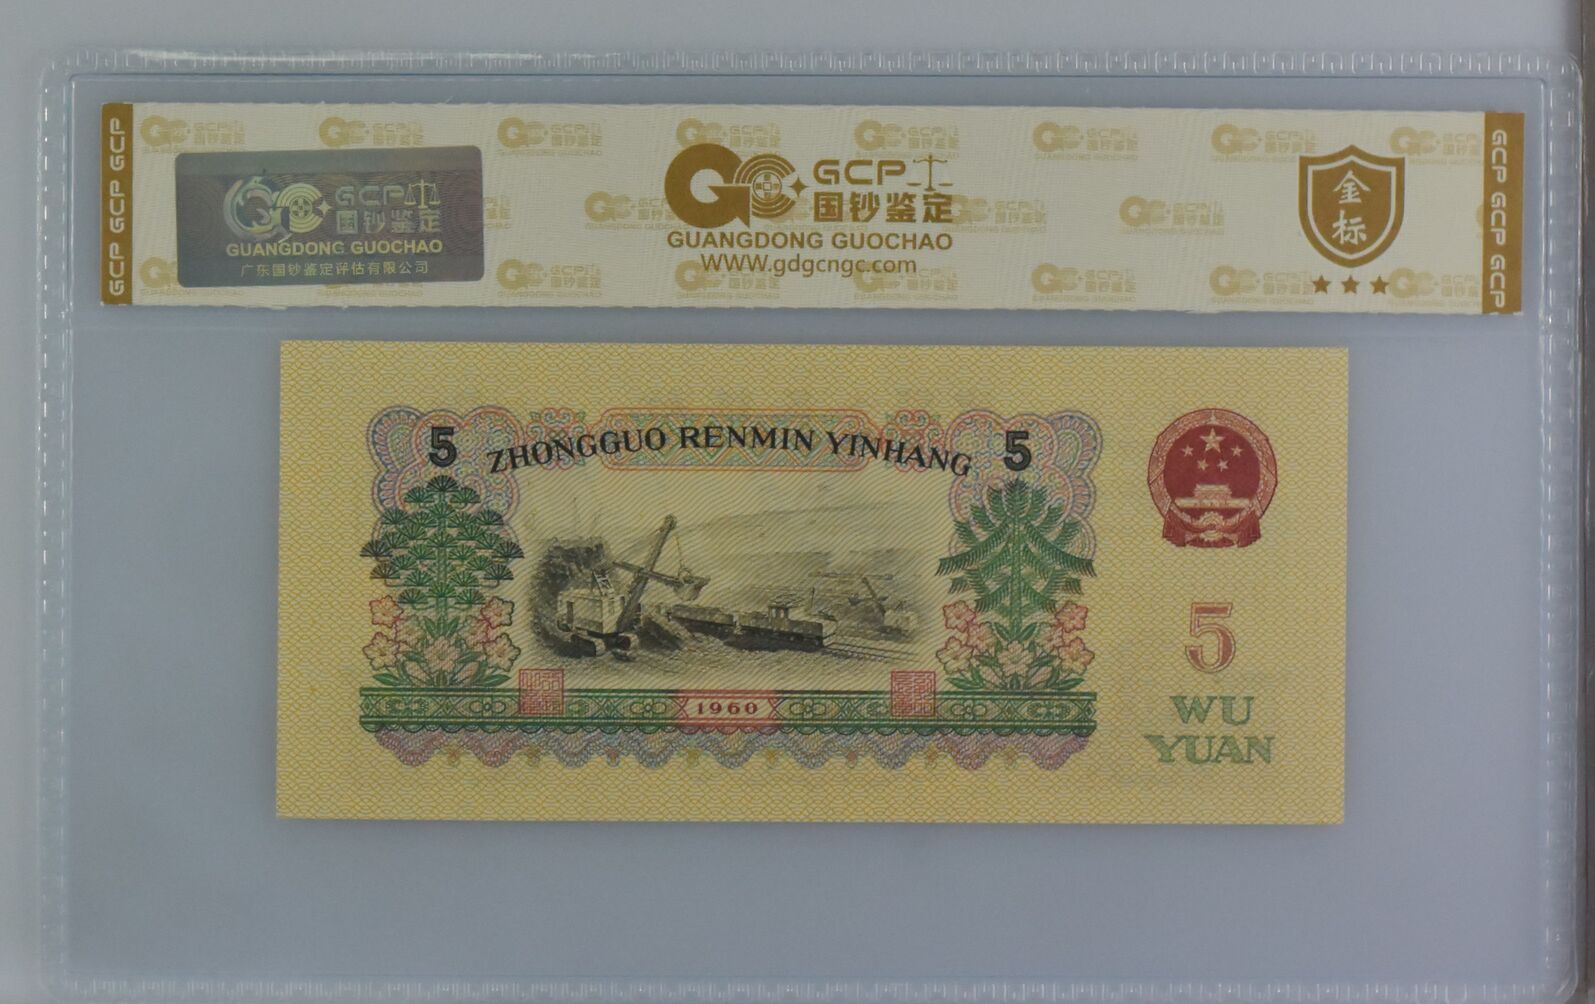 GCP GCP GCP
GCP
国钞鉴定
GUANGDONG GUOCHAO
广东国钞鉴定评估有限公司
GCP
国钞鉴定
GUANGDONG GUOCHAO
WWW.gdgcngc.com
金
标
GCP GCP GCP
5 ZHONGGUO RENMIN YINHANG 5
1960
5
WU
YUAN